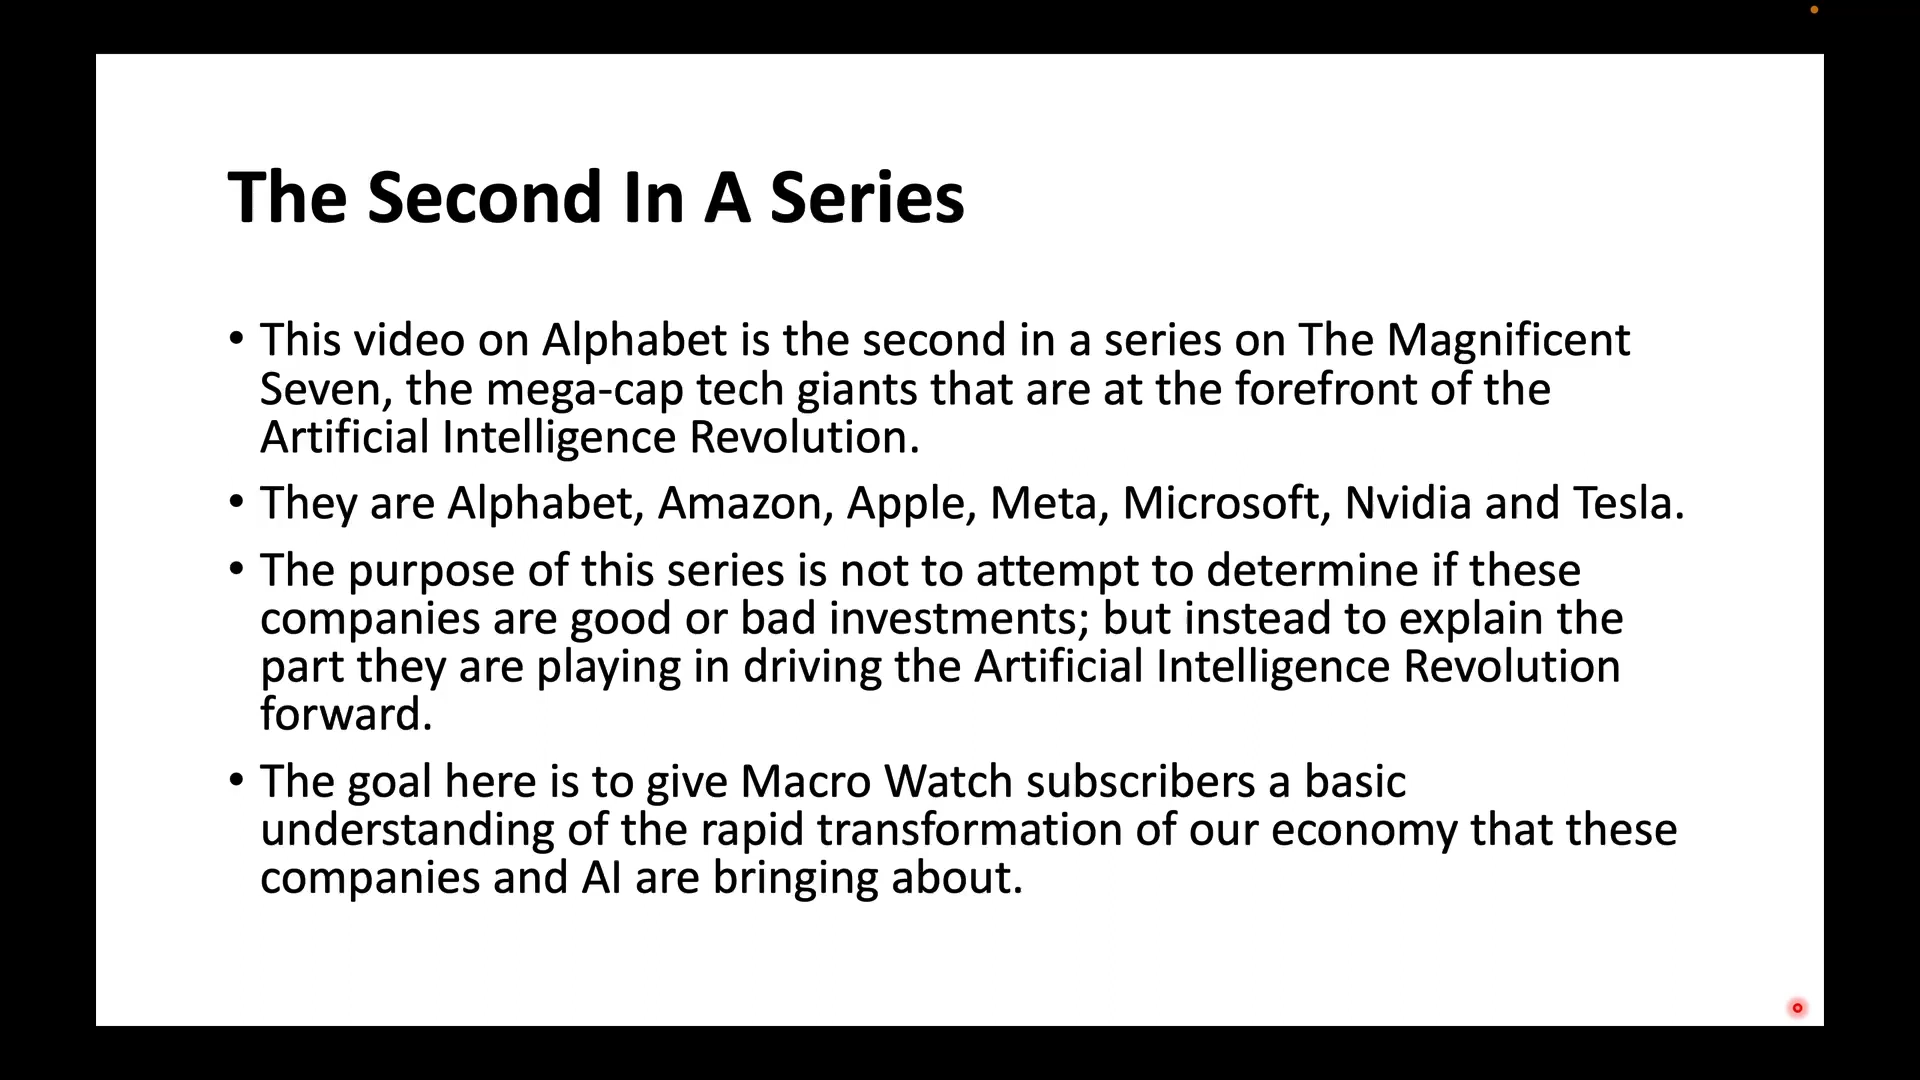 The Second In A Series
• This video on Alphabet is the second in a series on The Magnificent
Seven, the mega-cap tech giants that are at the forefront of the
Artificial Intelligence Revolution.
• They are Alphabet, Amazon, Apple, Meta, Microsoft, Nvidia and Tesla.
• The purpose of this series is not to attempt to determine if these
companies are good or bad investments; but instead to explain the
part they are playing in driving the Artificial Intelligence Revolution
forward.
• The goal here is to give Macro Watch subscribers a basic
understanding of the rapid transformation of our economy that these
companies and AI are bringing about.